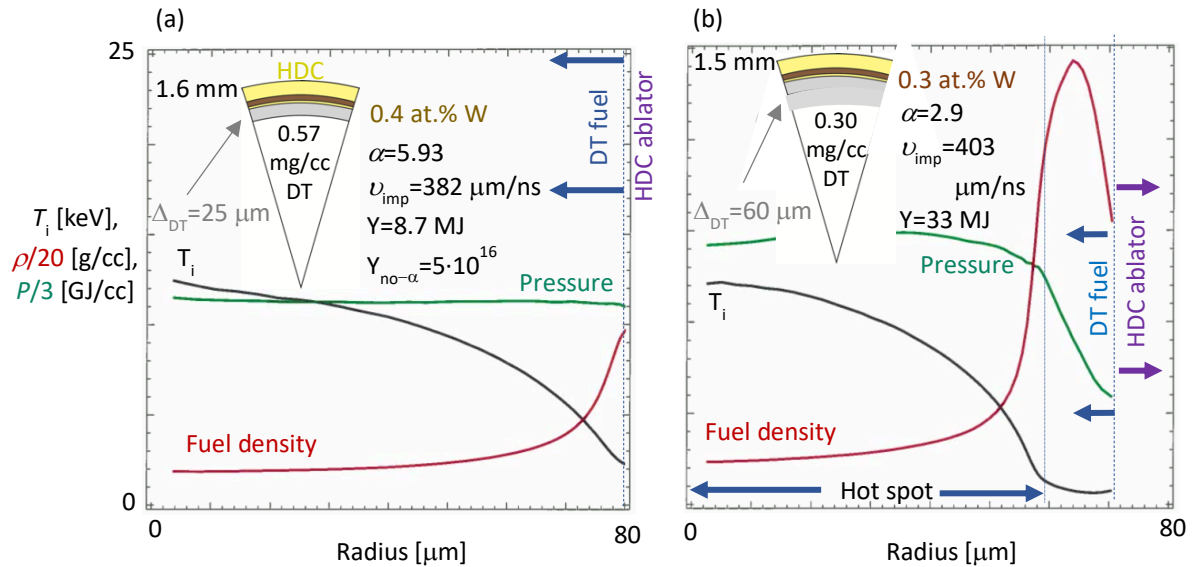 (a)
25
1.6 mm
HDC
0.57
mg/cc
DT
0.4 at.% W
α=5.93
υimp=382 μm/ns
Y=8.7 MJ
Yno−α=5·10^16
ΔDT=25 μm
DT fuel
HDC ablator
Ti [keV],
ρ/20 [g/cc],
P/3 [GJ/cc]
Ti
Pressure
Fuel density
0
0
80
Radius [μm]
(b)
1.5 mm
0.30
mg/cc
DT
0.3 at.% W
α=2.9
υimp=403
μm/ns
Y=33 MJ
ΔDT=60 μm
Pressure
Ti
DT fuel
HDC ablator
Fuel density
Hot spot
0
80
Radius [μm]